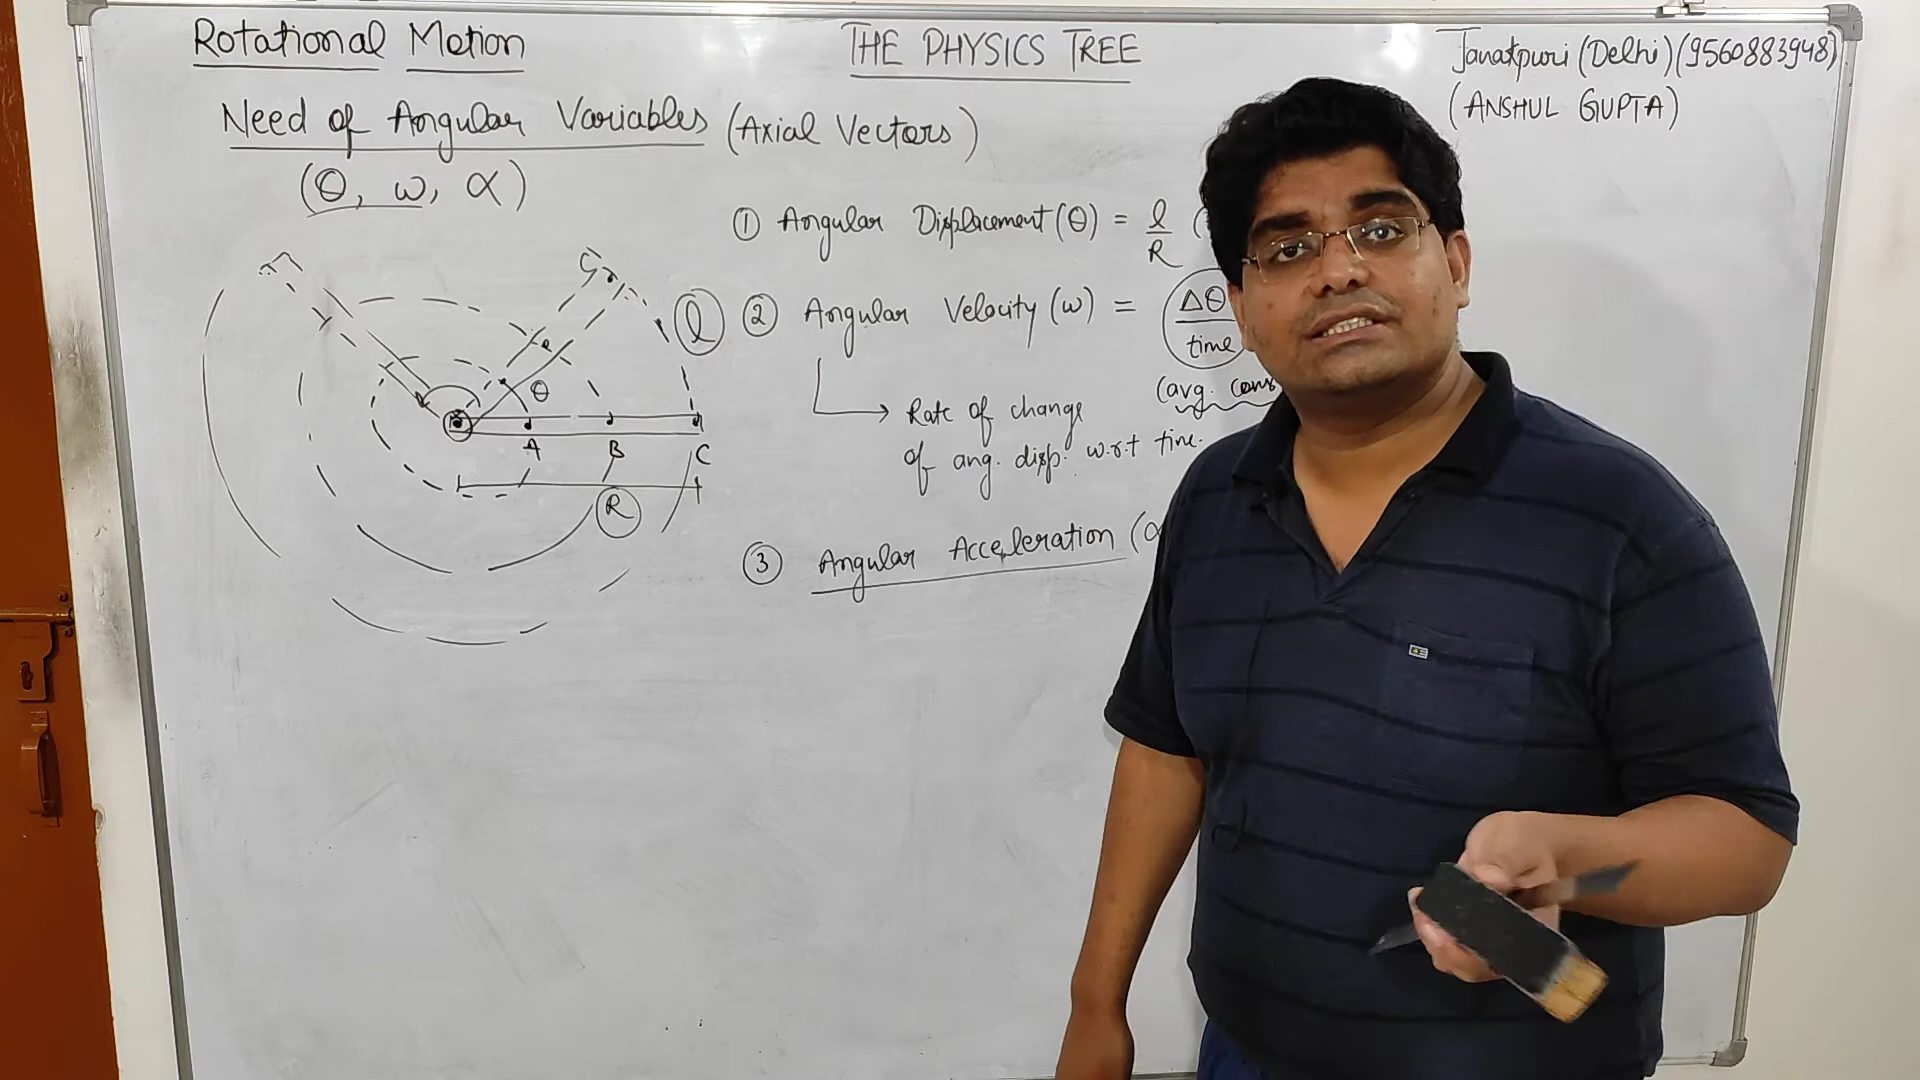 Rotational Motion
THE PHYSICS TREE
Janakpuri (Delhi) (9560883948)
(ANSHUL GUPTA)
Need of Angular Variables (Axial Vectors)
(θ, ω, α)
① Angular Displacement (θ) = l/R (
② Angular Velocity (ω) = Δθ/time
(avg. cons
Rate of change
of ang. disp. w.r.t time.
③ Angular Acceleration (α
l
θ
A B C
R